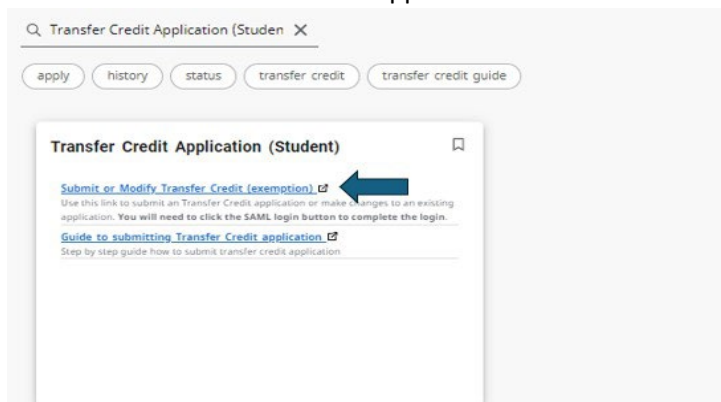 Transfer Credit Application (Studen
apply history status transfer credit transfer credit guide
Transfer Credit Application (Student)
Submit or Modify Transfer Credit (exemption)
Use this link to submit an Transfer Credit application or make changes to an existing
application. You will need to click the SAML login button to complete the login.
Guide to submitting Transfer Credit application
Step by step guide how to submit transfer credit application